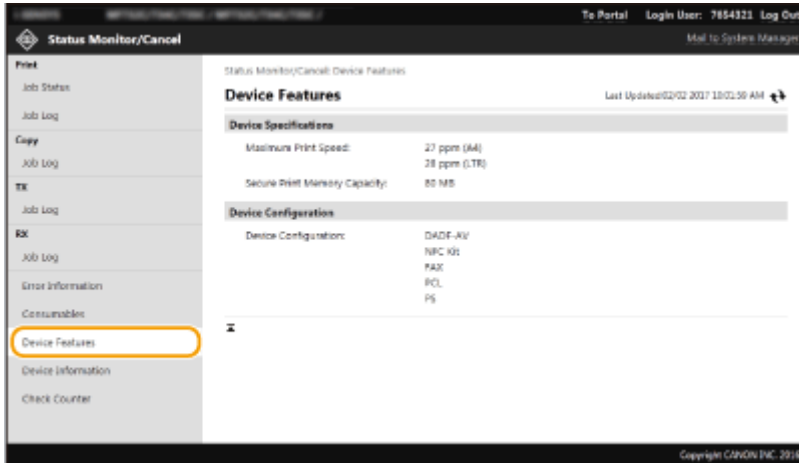 To Portal Login User: 7654321 Log Out
Status Monitor/Cancel
Mail to System Manager
Print
Job Status
Job Log
Copy
Job Log
TX
Job Log
RX
Job Log
Error Information
Consumables
Device Features
Device Information
Check Counter
Status Monitor/Cancel: Device Features
Device Features
Last Updated:02/02 2017 10:01:59 AM
Device Specifications
Maximum Print Speed: 27 ppm (A4)
28 ppm (LTR)
Secure Print Memory Capacity: 80 MB
Device Configuration
Device Configuration: DADF-AV
NFC Kit
FAX
PCL
PS
Copyright CANON INC. 2016